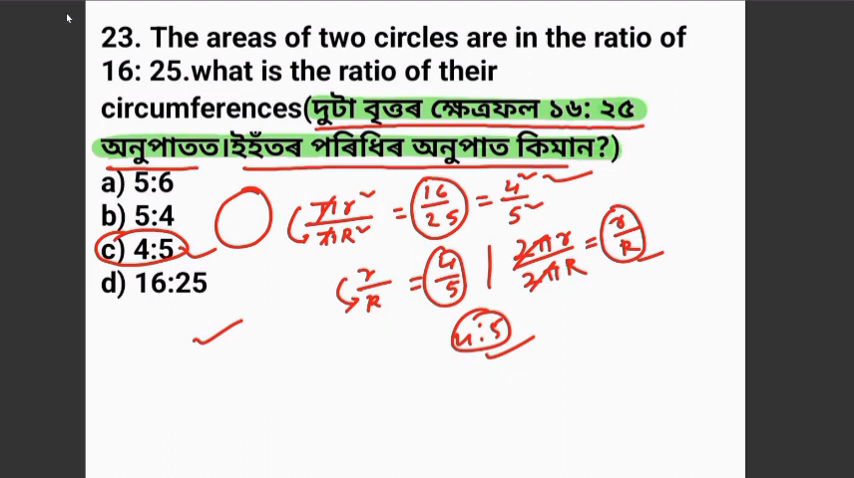 23. The areas of two circles are in the ratio of
16: 25.what is the ratio of their
circumferences(দুটা বৃত্তৰ ক্ষেত্ৰফল ১৬: ২৫
অনুপাতত।ইহঁতৰ পৰিধিৰ অনুপাত কিমান?)
a) 5:6
b) 5:4
c) 4:5
d) 16:25
πr²/πR² = 16/25 = 4²/5²
r/R = 4/5 | 2πr/2πR = r/R
4:5